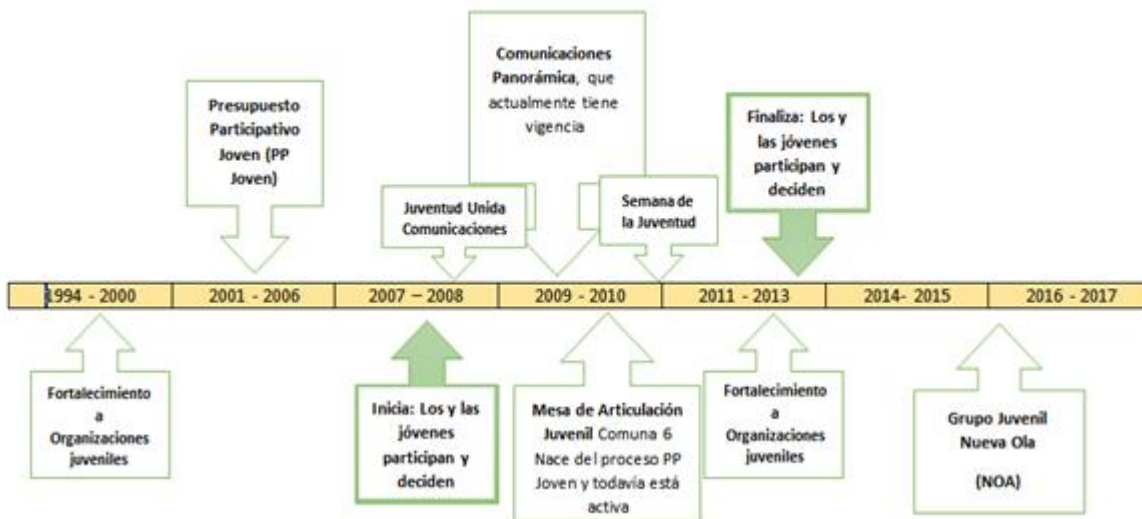 Presupuesto
Participativo
Joven (PP
Joven)
Juventud Unida
Comunicaciones
Comunicaciones
Panorámica, que
actualmente tiene
vigencia
Semana de
la Juventud
Finaliza: Los y
las jóvenes
participan y
deciden
1994 - 2000
2001 - 2006
2007 – 2008
2009 - 2010
2011 - 2013
2014- 2015
2016 - 2017
Fortalecimiento
a
Organizaciones
juveniles
Inicia: Los y las
jóvenes
participan y
deciden
Mesa de Articulación
Juvenil Comuna 6
Nace del proceso PP
Joven y todavía está
activa
Fortalecimiento
a
Organizaciones
juveniles
Grupo Juvenil
Nueva Ola
(NOA)